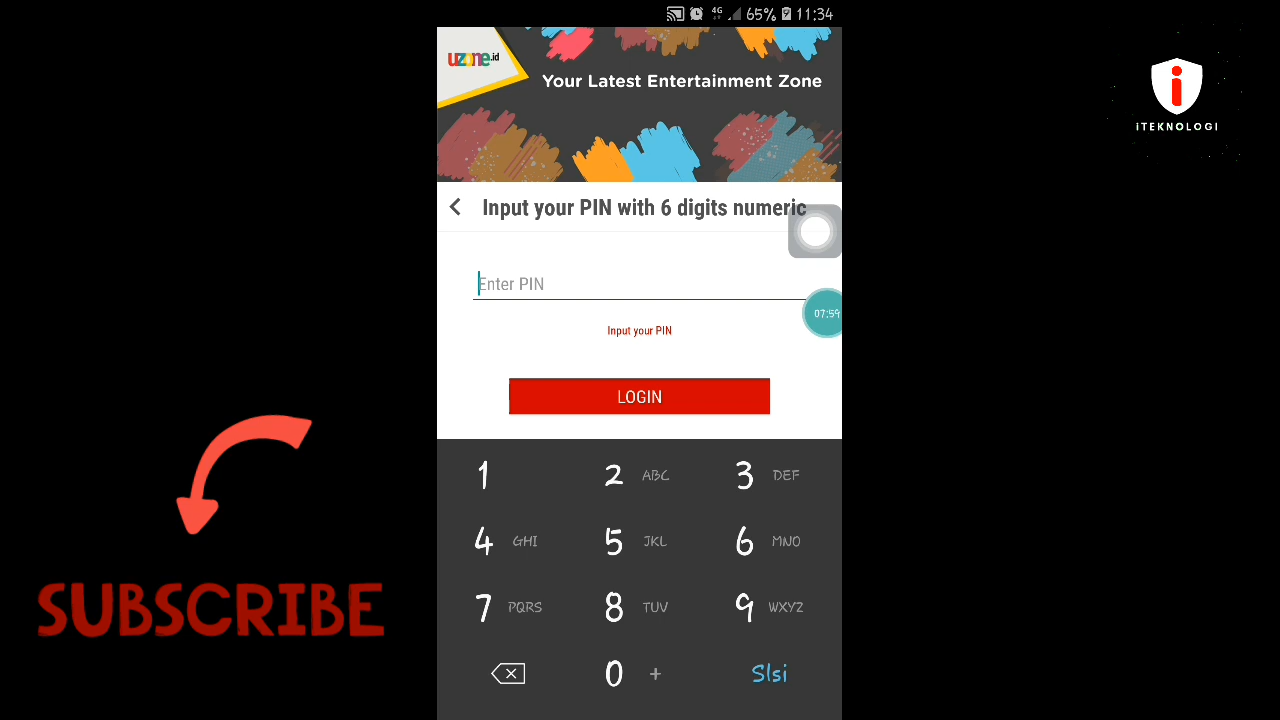 4G 65% 11:34
uzone.id
Your Latest Entertainment Zone
iTEKNOLOGI
Input your PIN with 6 digits numeric
Enter PIN
07:59
Input your PIN
LOGIN
1 2 ABC 3 DEF
4 GHI 5 JKL 6 MNO
7 PQRS 8 TUV 9 WXYZ
0 + Slsi
SUBSCRIBE